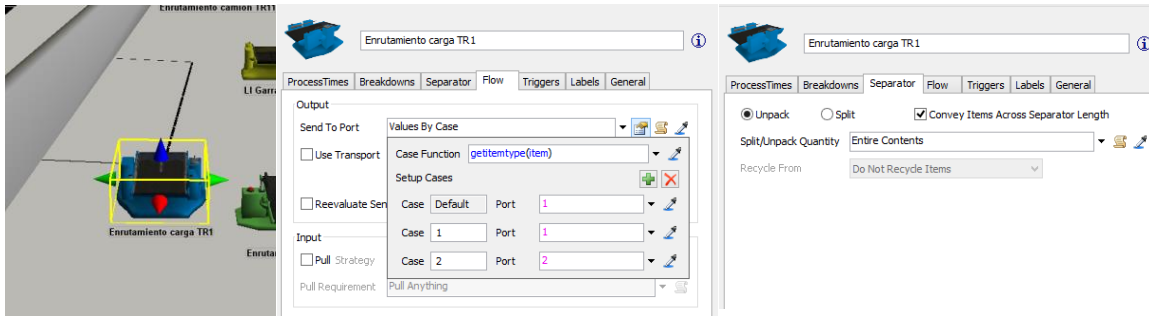 Enrutamiento camion TR11
LI Garra
Enrutamiento carga TR1
Enruta
Enrutamiento carga TR1
ProcessTimes Breakdowns Separator Flow Triggers Labels General
Output
Send To Port Values By Case
Use Transport
Case Function getitemtype(item)
Setup Cases
Reevaluate Sen
Case Default Port 1
Case 1 Port 1
Case 2 Port 2
Input
Pull Strategy
Pull Requirement Pull Anything
Enrutamiento carga TR1
ProcessTimes Breakdowns Separator Flow Triggers Labels General
Unpack Split Convey Items Across Separator Length
Split/Unpack Quantity Entire Contents
Recycle From Do Not Recycle Items